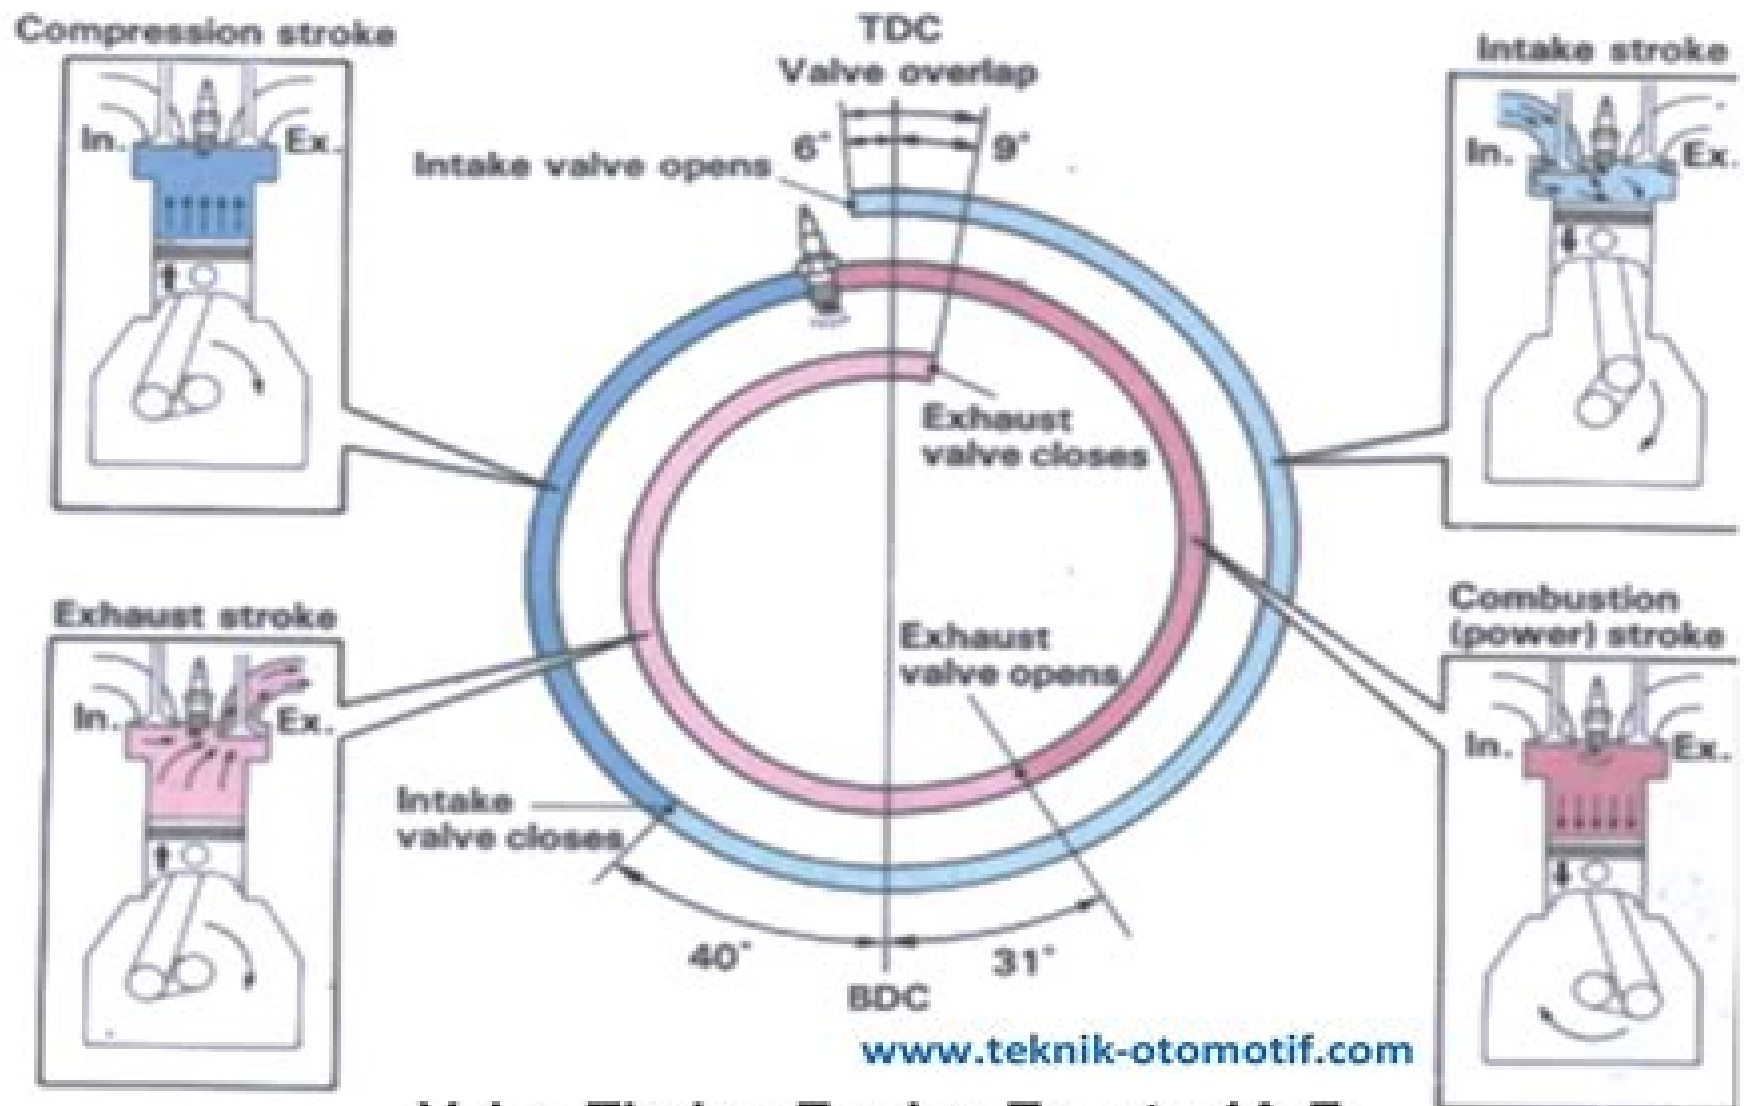 Compression stroke
In.
Ex.
TDC
Valve overlap
6°
9°
Intake valve opens
Intake stroke
In.
Ex.
Exhaust
valve closes
Exhaust stroke
In.
Ex.
Exhaust
valve opens
Combustion
(power) stroke
In.
Ex.
Intake
valve closes
40°
31°
BDC
www.teknik-otomotif.com